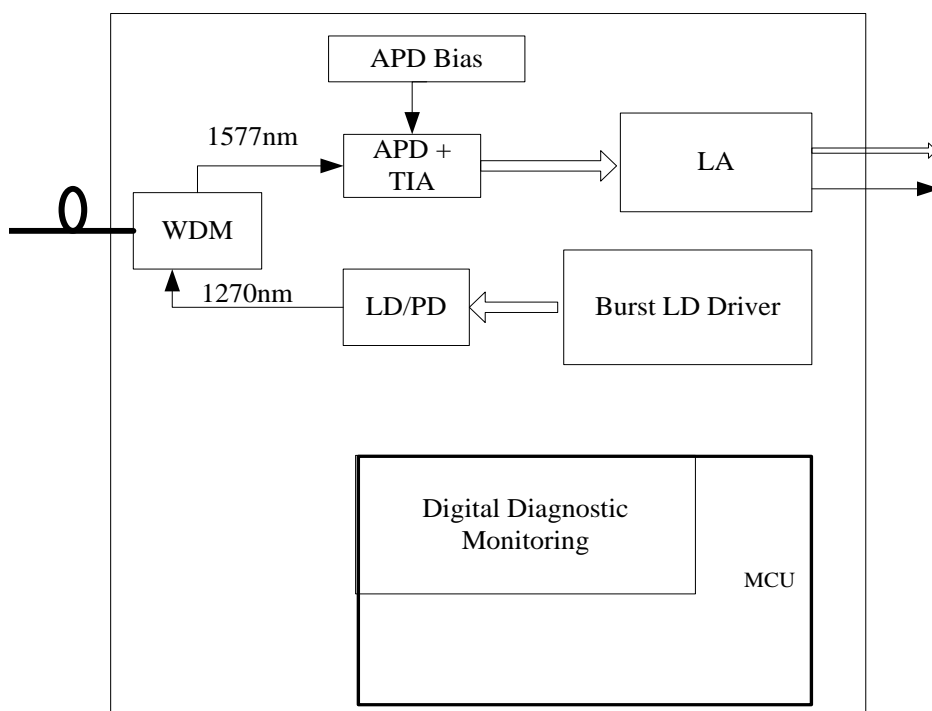 APD Bias
1577nm
APD +
TIA
LA
WDM
1270nm
LD/PD
Burst LD Driver
Digital Diagnostic
Monitoring
MCU